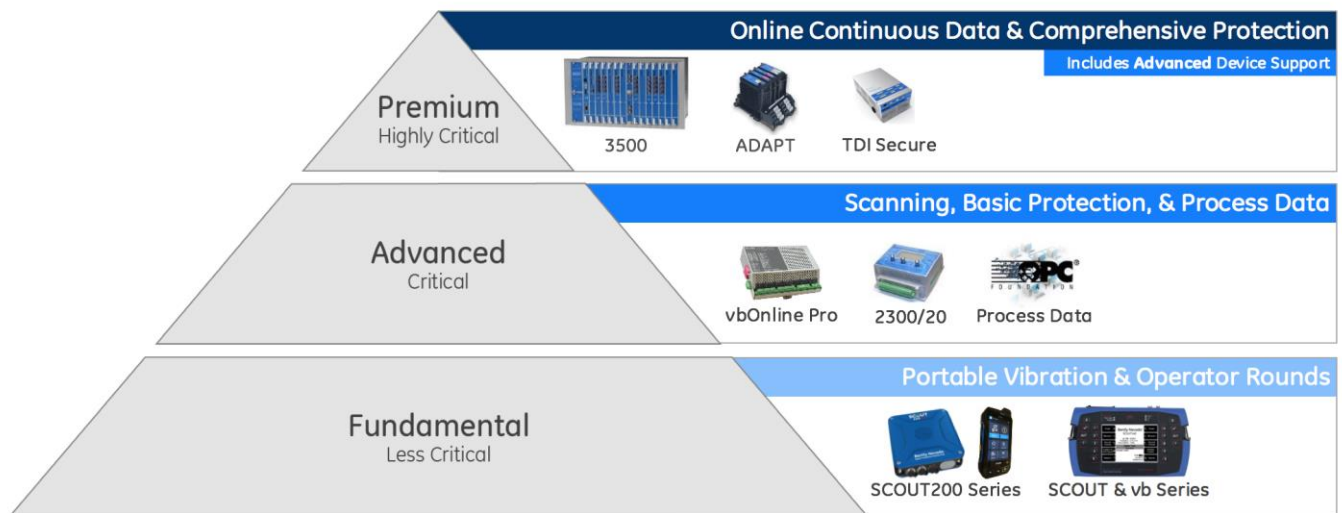 Online Continuous Data & Comprehensive Protection
Includes Advanced Device Support
Premium
Highly Critical
3500
ADAPT
TDI Secure
Scanning, Basic Protection, & Process Data
Advanced
Critical
OPC
FOUNDATION
vbOnline Pro
2300/20
Process Data
Portable Vibration & Operator Rounds
Fundamental
Less Critical
SCOUT200 Series
SCOUT & vb Series